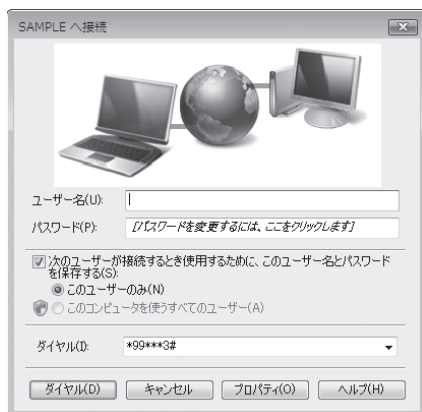 SAMPLE へ接続
ユーザー名(U):
パスワード(P):
[パスワードを変更するには、ここをクリックします]
次のユーザーが接続するとき使用するために、このユーザー名とパスワード
を保存する(S):
このユーザーのみ(N)
このコンピュータを使うすべてのユーザー(A)
ダイヤル(I):
*99***3#
ダイヤル(D)
キャンセル
プロパティ(O)
ヘルプ(H)